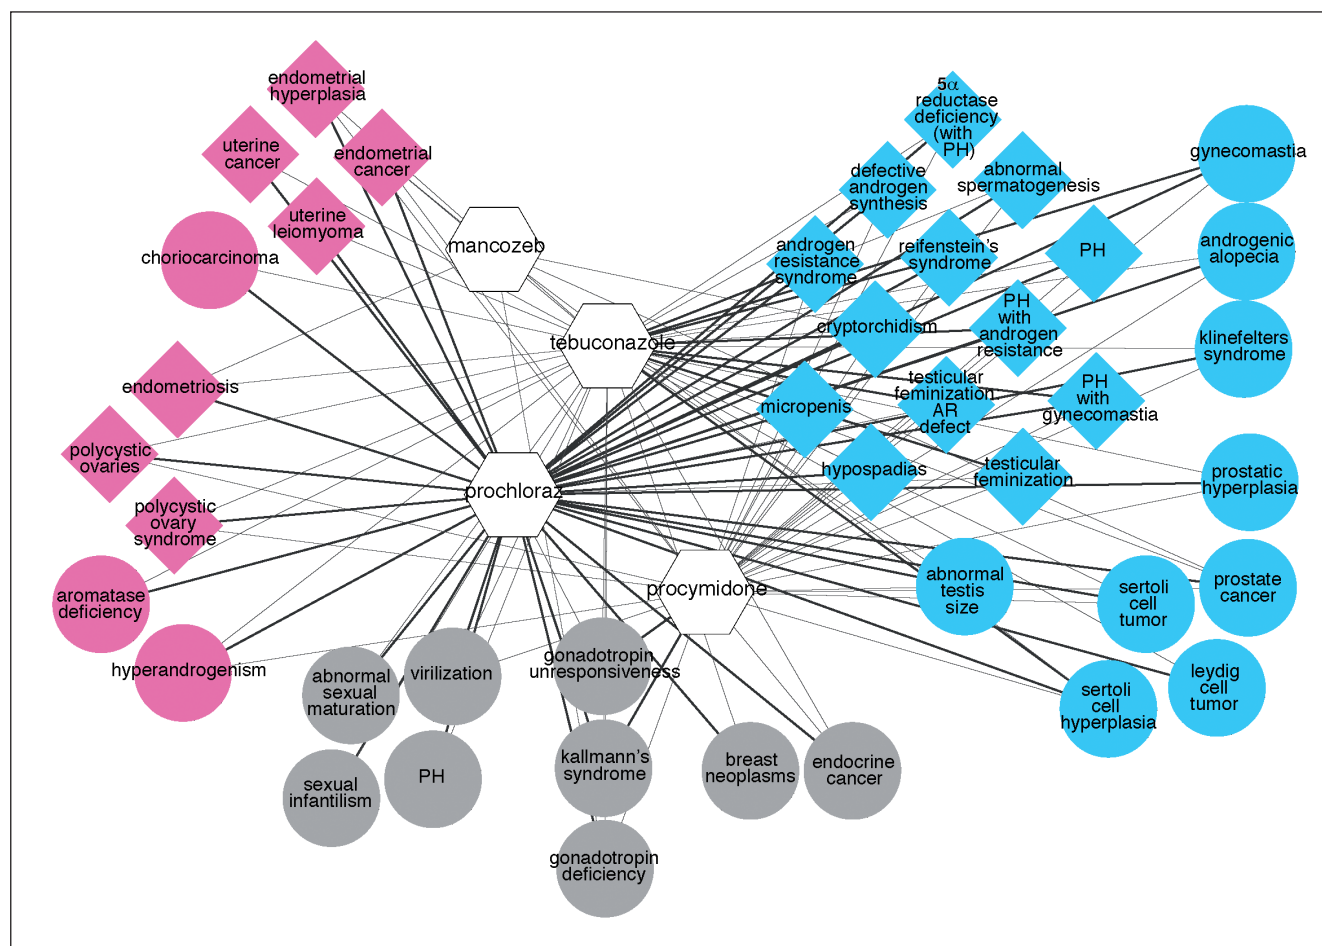 endometrial
hyperplasia
uterine
cancer
endometrial
cancer
uterine
leiomyoma
choriocarcinoma
endometriosis
polycystic
ovaries
polycystic
ovary
syndrome
aromatase
deficiency
hyperandrogenism
mancozeb
tebuconazole
prochloraz
procymidone
abnormal
sexual
maturation
virilization
sexual
infantilism
PH
gonadotropin
unresponsiveness
kallmann's
syndrome
gonadotropin
deficiency
breast
neoplasms
endocrine
cancer
5α
reductase
deficiency
(with
PH)
defective
androgen
synthesis
abnormal
spermatogenesis
androgen
resistance
syndrome
reifenstein's
syndrome
PH
cryptorchidism
PH
with
androgen
resistance
micropenis
testicular
feminization:
AR
defect
PH
with
gynecomastia
hypospadias
testicular
feminization
gynecomastia
androgenic
alopecia
klinefelters
syndrome
prostatic
hyperplasia
abnormal
testis
size
sertoli
cell
tumor
prostate
cancer
sertoli
cell
hyperplasia
leydig
cell
tumor